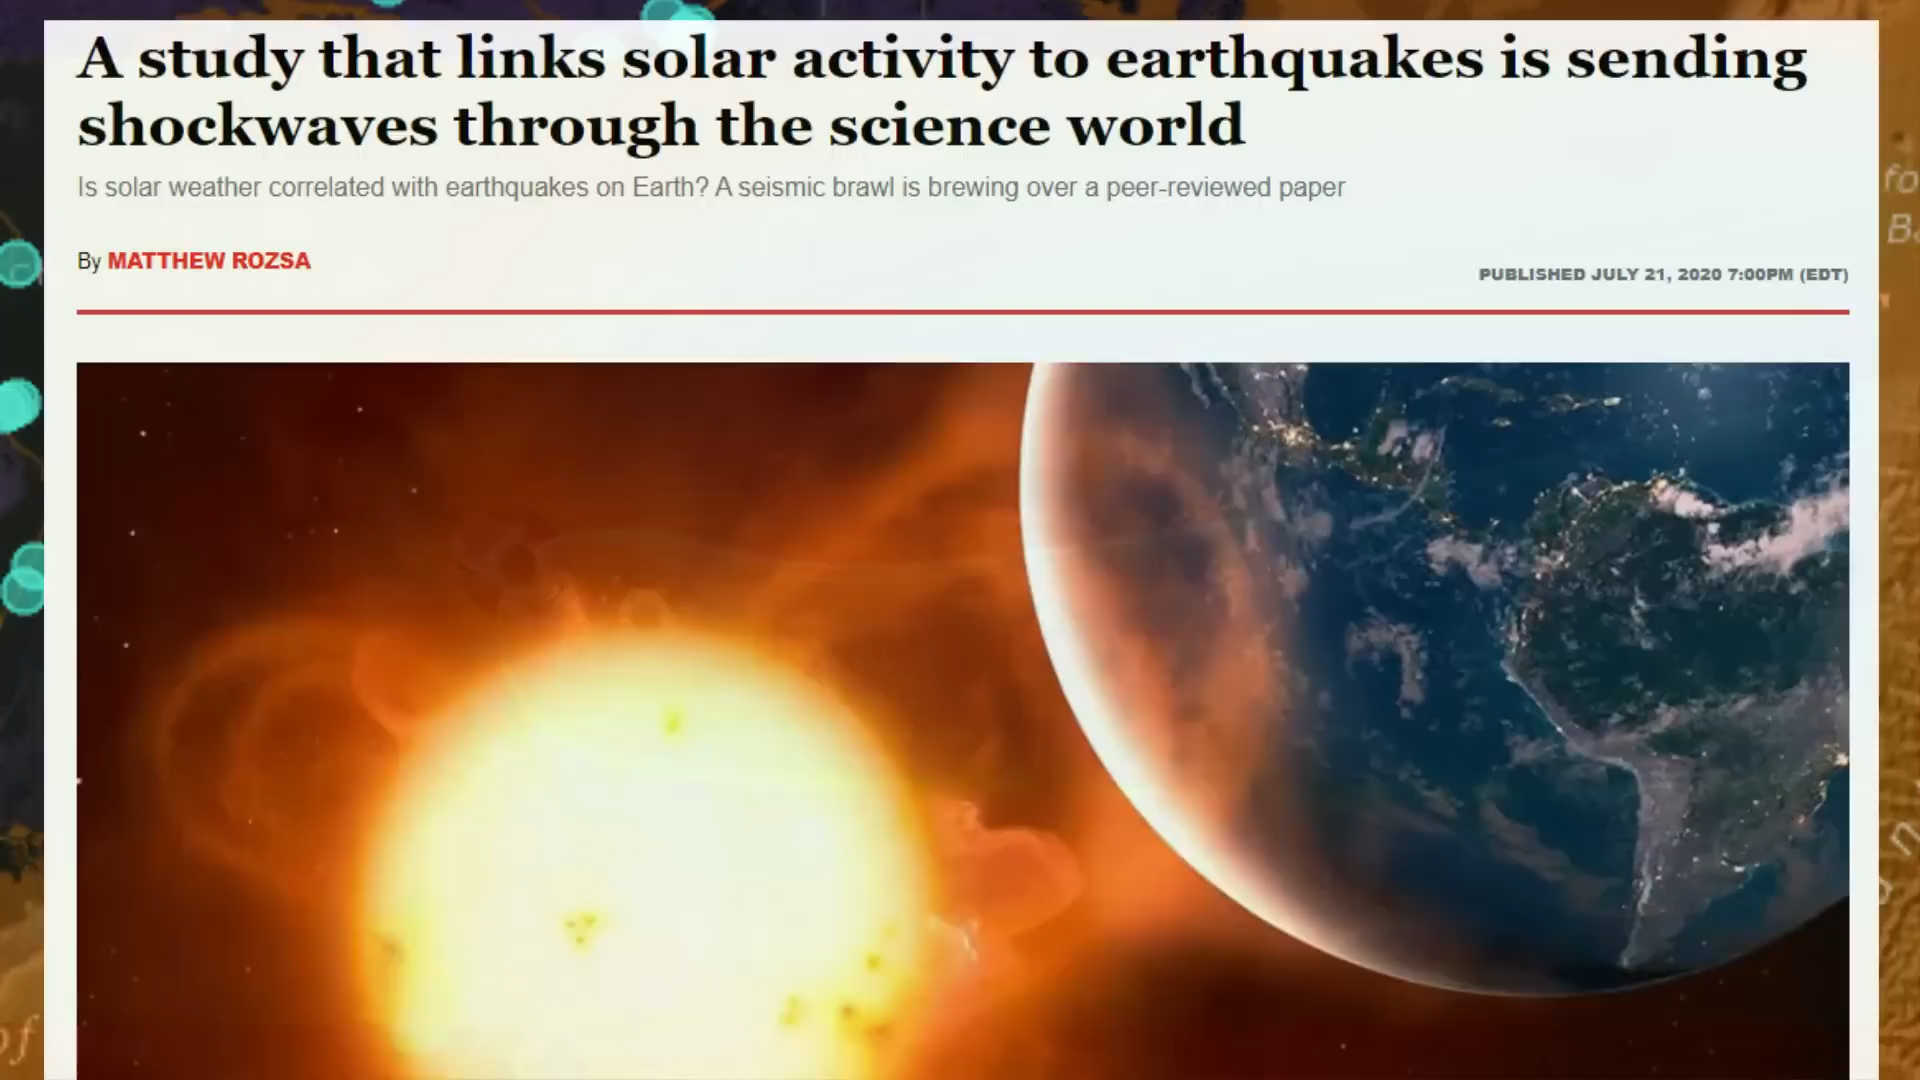 A study that links solar activity to earthquakes is sending
shockwaves through the science world
Is solar weather correlated with earthquakes on Earth? A seismic brawl is brewing over a peer-reviewed paper
By MATTHEW ROZSA
PUBLISHED JULY 21, 2020 7:00PM (EDT)
of